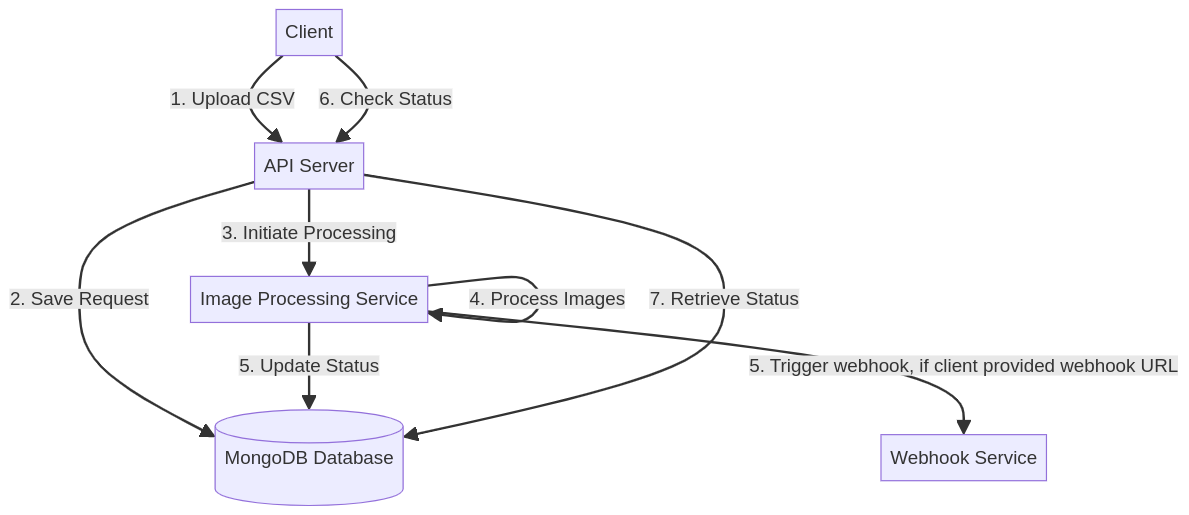 Client
1. Upload CSV
6. Check Status
API Server
3. Initiate Processing
2. Save Request
Image Processing Service
4. Process Images
7. Retrieve Status
5. Update Status
5. Trigger webhook, if client provided webhook URL
MongoDB Database
Webhook Service